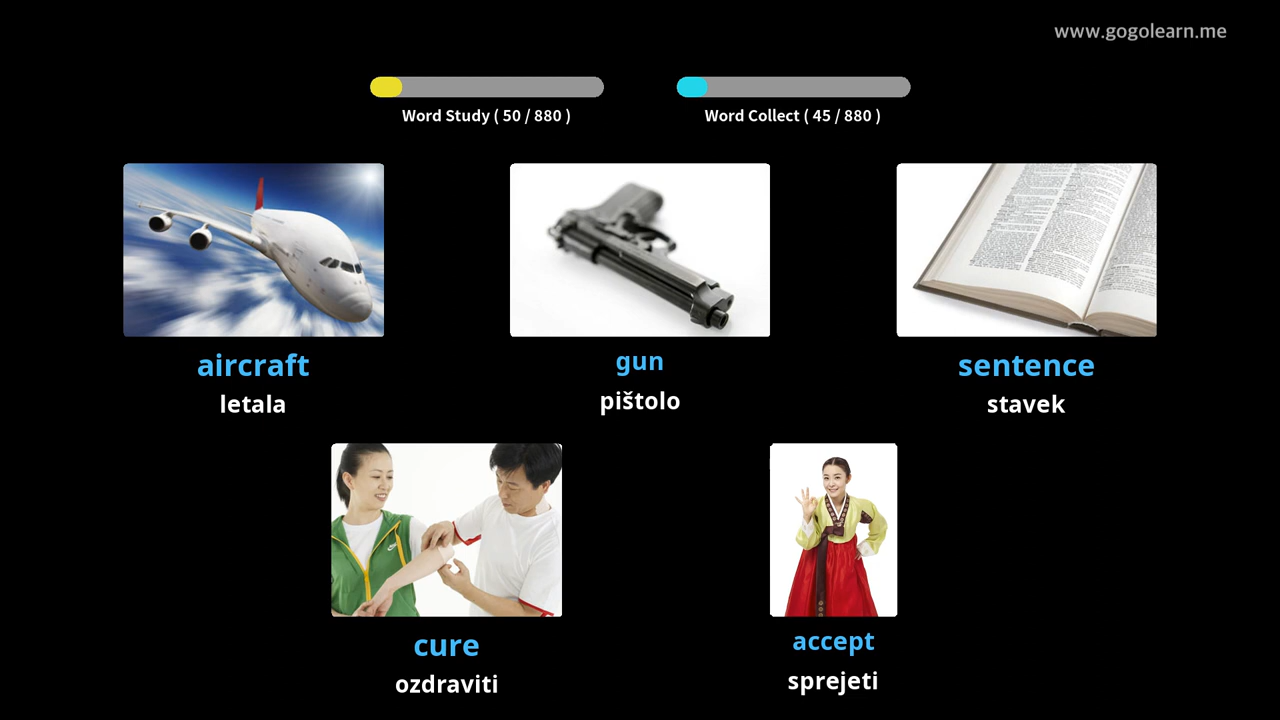 www.gogolearn.me
Word Study ( 50 / 880 )
Word Collect ( 45 / 880 )
aircraft
letala
gun
pištolo
sentence
stavek
cure
ozdraviti
accept
sprejeti